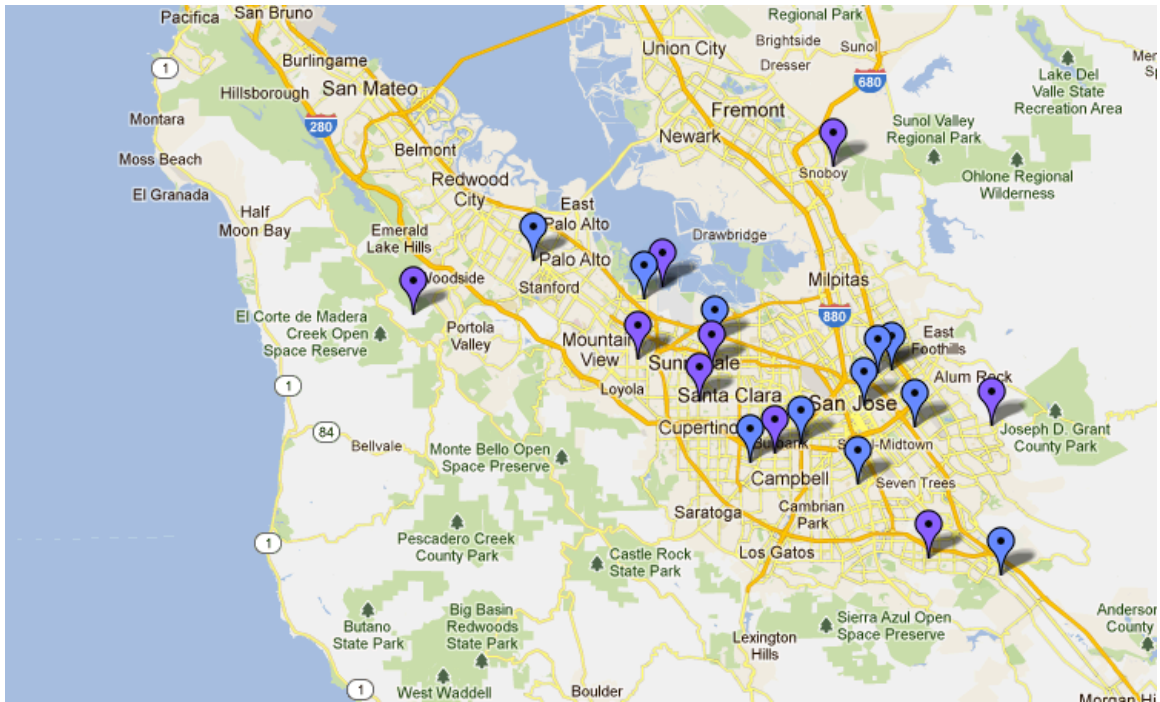 Pacifica
San Bruno
Regional Park
Brightside
Sunol
Union City
Dresser
Burlingame
1
680
Lake Del
Valle State
Recreation Area
San Mateo
Hillsborough
Fremont
Montara
280
Newark
Sunol Valley
Regional Park
Belmont
Moss Beach
Snoboy
Ohlone Regional
Wilderness
El Granada
Redwood
City
Half
Moon Bay
East
Palo Alto
Emerald
Lake Hills
Drawbridge
Palo Alto
Woodside
Stanford
Milpitas
El Corte de Madera
Creek Open
Space Reserve
880
Portola
Valley
Mountain
View
East
Foothills
Sunnyvale
Loyola
Santa Clara
Alum Rock
1
San Jose
84
Cupertino
Joseph D. Grant
County Park
Bellvale
Burbank
Monte Bello Open
Space Preserve
Campbell
Seven Trees
Saratoga
Cambrian
Park
Pescadero Creek
County Park
1
Los Gatos
Castle Rock
State Park
Butano
State Park
Big Basin
Redwoods
State Park
Sierra Azul Open
Space Preserve
Lexington
Hills
Anderson
County
1
West Waddell
Boulder